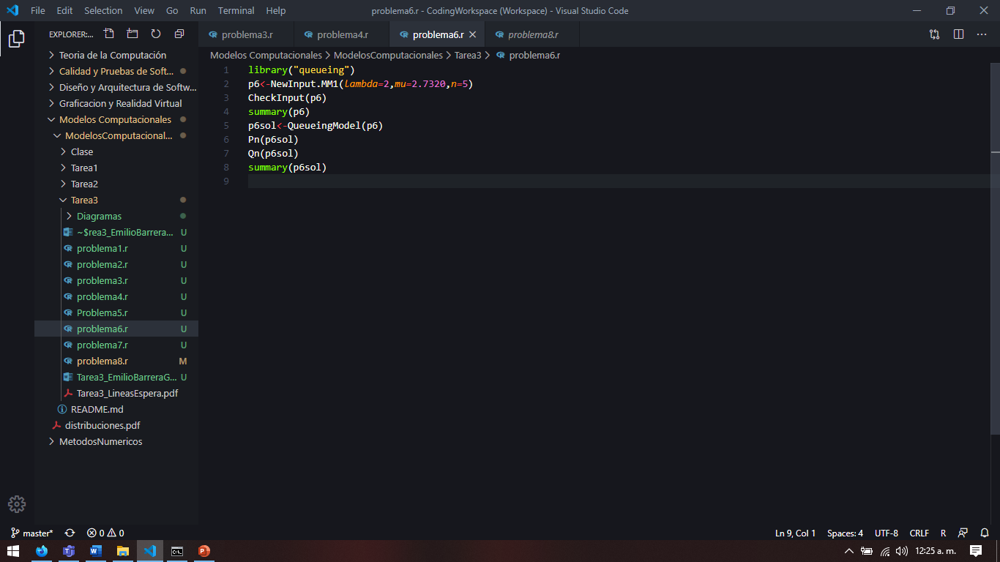 File Edit Selection View Go Run Terminal Help
problema6.r - CodingWorkspace (Workspace) - Visual Studio Code
EXPLORER:...
Teoria de la Computación
Calidad y Pruebas de Soft...
Diseño y Arquitectura de Softw...
Graficacion y Realidad Virtual
Modelos Computacionales
ModelosComputacional...
Clase
Tarea1
Tarea2
Tarea3
Diagramas
~$rea3_EmilioBarrera... U
problema1.r U
problema2.r U
problema3.r U
problema4.r U
Problema5.r U
problema6.r U
problema7.r U
problema8.r M
Tarea3_EmilioBarreraG... U
Tarea3_LineasEspera.pdf
README.md
distribuciones.pdf
MetodosNumericos
problema3.r problema4.r problema6.r problema8.r
Modelos Computacionales > ModelosComputacionales > Tarea3 > problema6.r
1 library("queueing")
2 p6<-NewInput.MM1(lambda=2,mu=2.7320,n=5)
3 CheckInput(p6)
4 summary(p6)
5 p6sol<-QueueingModel(p6)
6 Pn(p6sol)
7 Qn(p6sol)
8 summary(p6sol)
9
master* 0 0 Ln 9, Col 1 Spaces: 4 UTF-8 CRLF R
12:25 a. m.